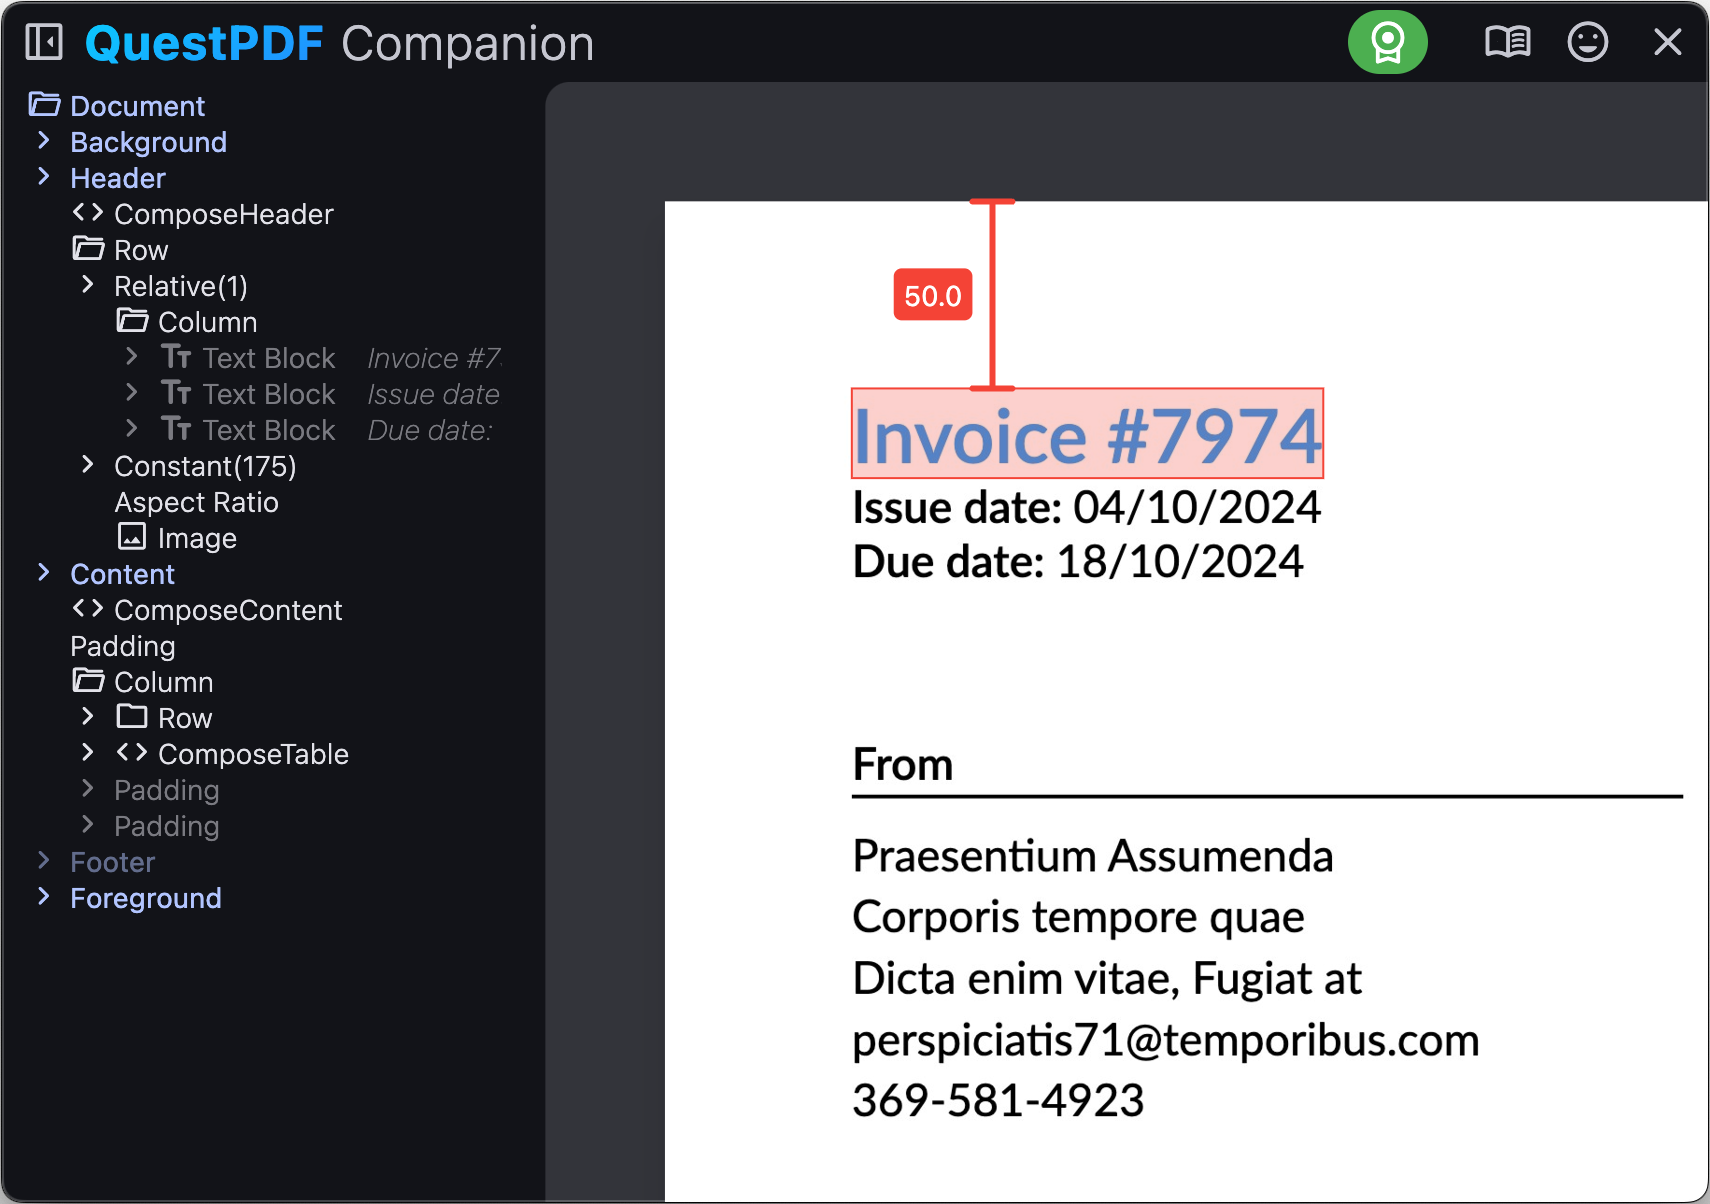 QuestPDF Companion
Document
Background
Header
ComposeHeader
Row
Relative(1)
Column
Text Block Invoice #7
Text Block Issue date
Text Block Due date:
Constant(175)
Aspect Ratio
Image
Content
ComposeContent
Padding
Column
Row
ComposeTable
Padding
Padding
Footer
Foreground
50.0
Invoice #7974
Issue date: 04/10/2024
Due date: 18/10/2024
From
Praesentium Assumenda
Corporis tempore quae
Dicta enim vitae, Fugiat at
perspiciatis71@temporibus.com
369-581-4923